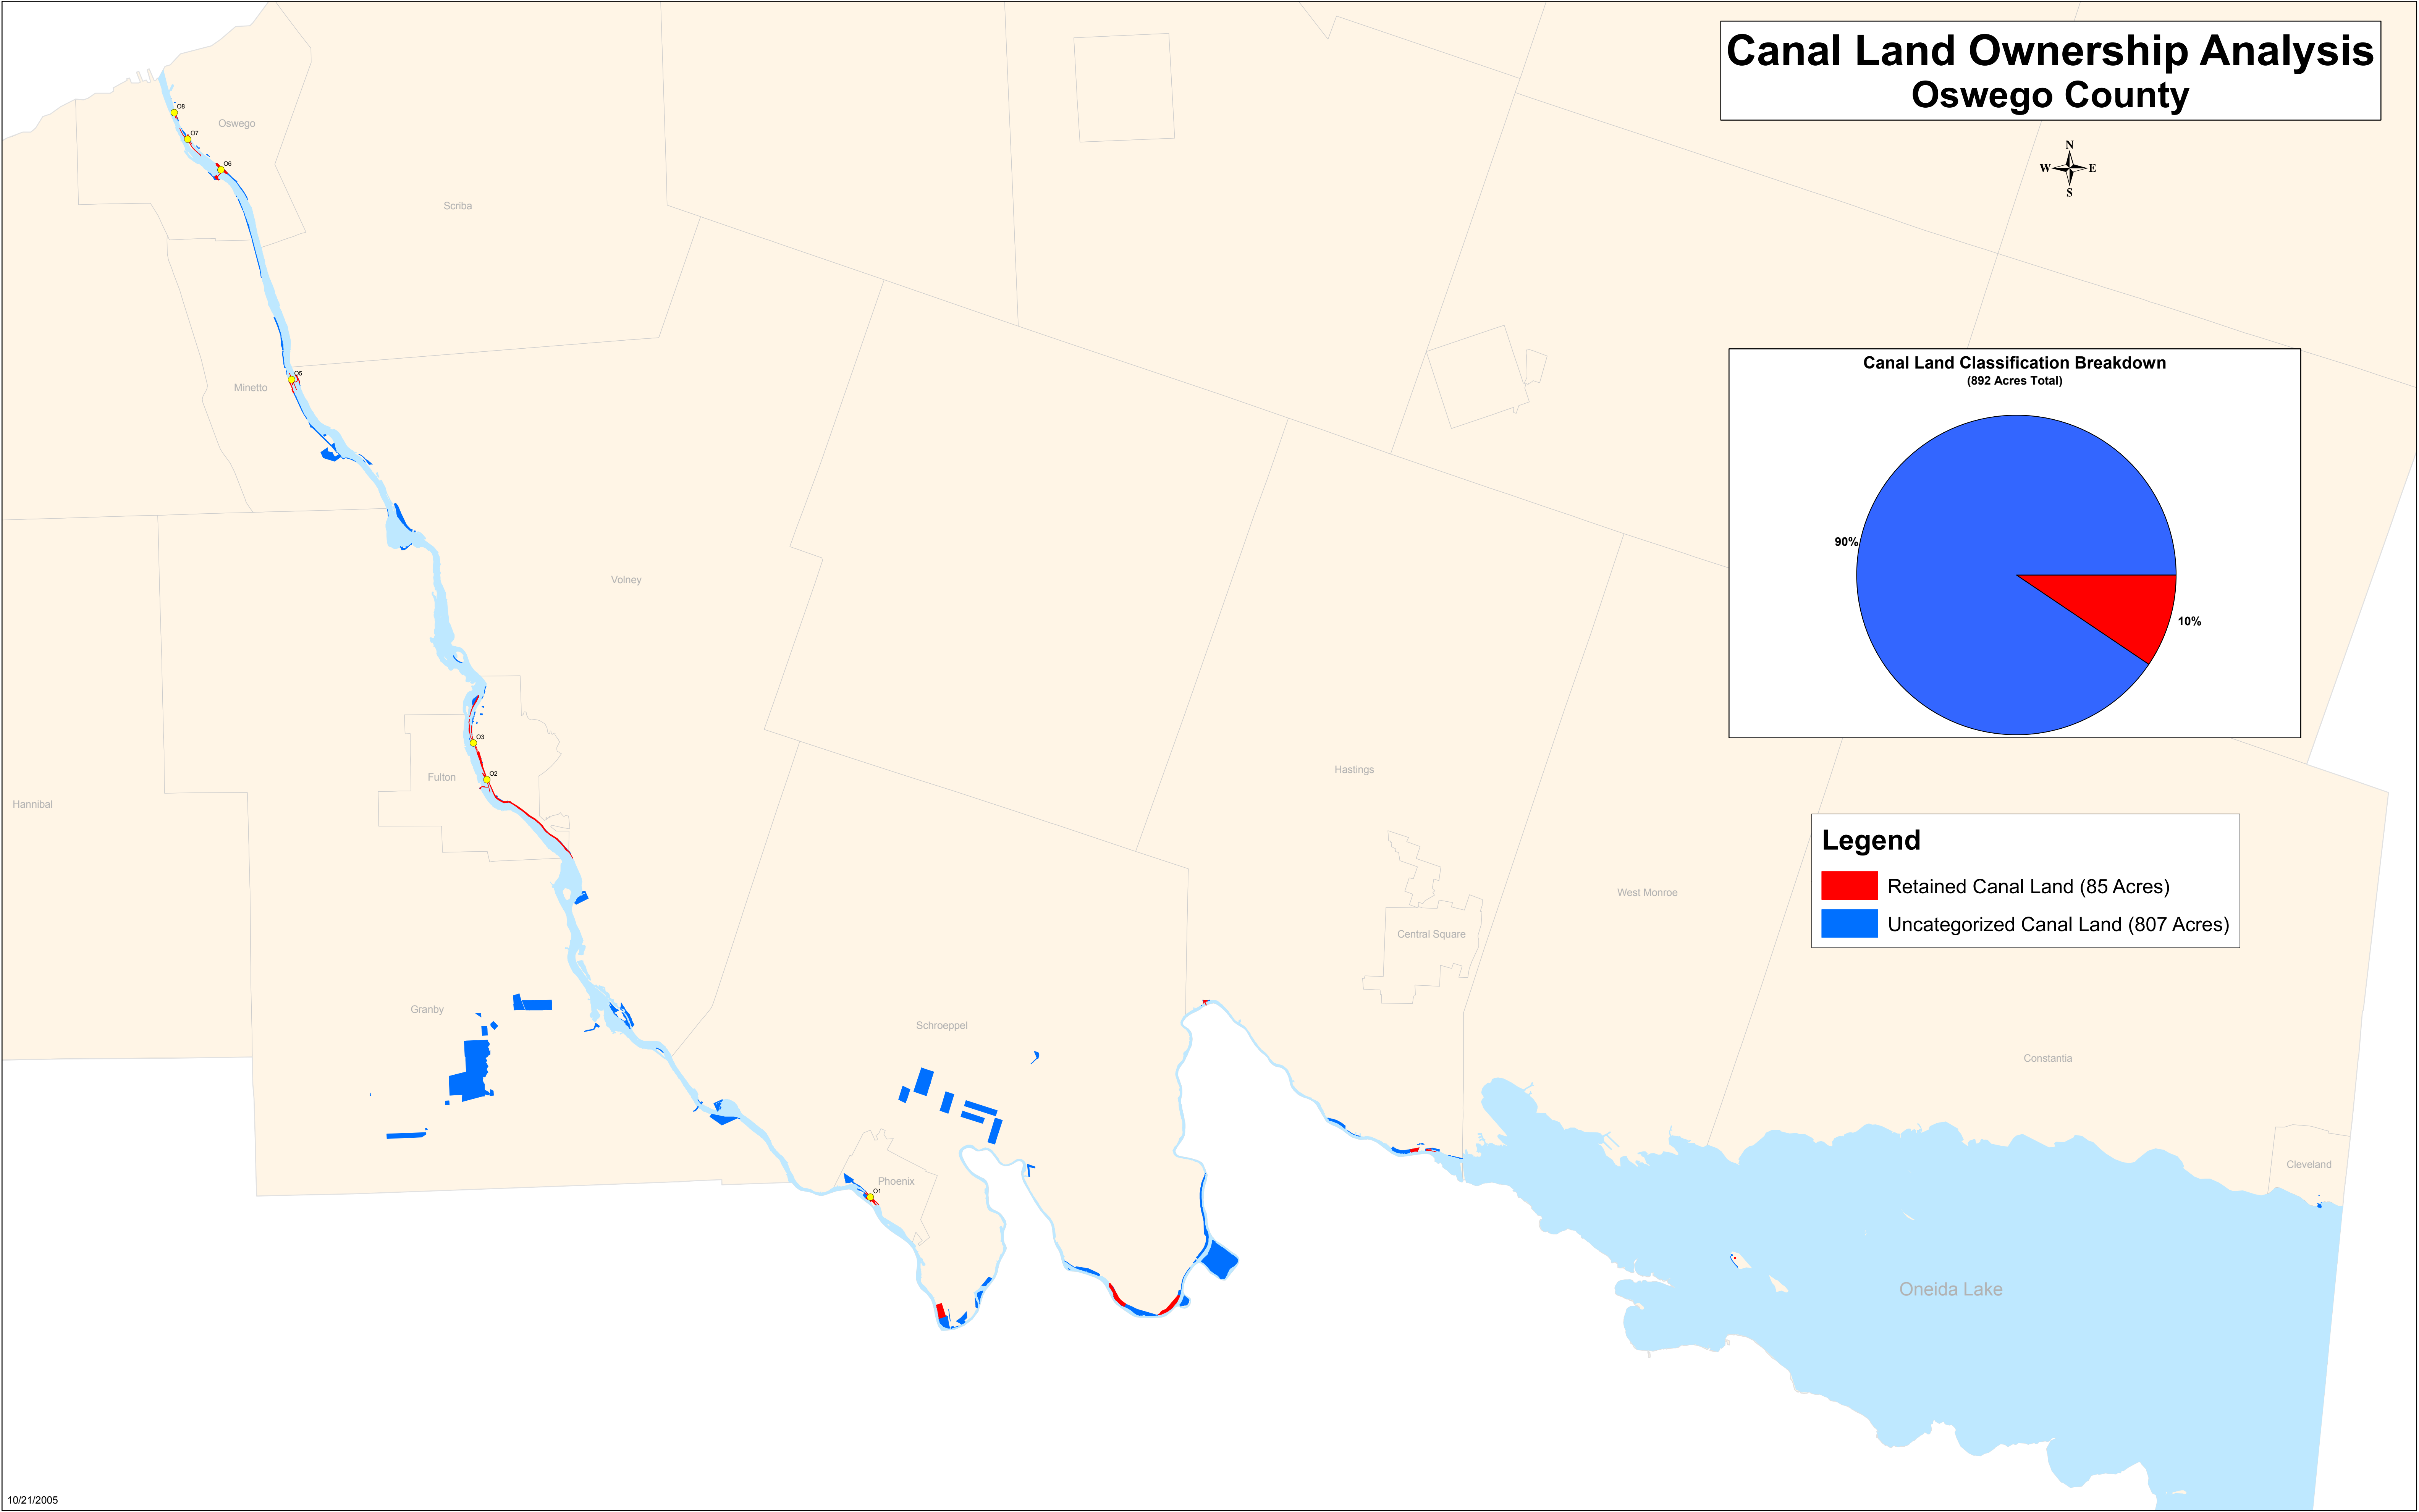 Canal Land Ownership Analysis
Oswego County
N
W E
S
O8
Oswego
O7
O6
Scriba
Canal Land Classification Breakdown
(892 Acres Total)
90%
10%
O5
Minetto
Volney
O3
Fulton
O2
Hannibal
Hastings
Legend
Retained Canal Land (85 Acres)
Uncategorized Canal Land (807 Acres)
West Monroe
Central Square
Granby
Schroeppel
Constantia
Cleveland
Phoenix
O1
Oneida Lake
10/21/2005